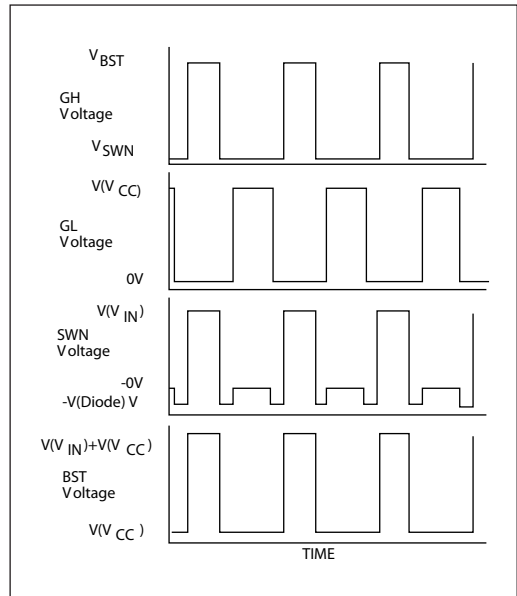 V BST
GH
Voltage
V SWN
V(V CC)
GL
Voltage
0V
V(V IN)
SWN
Voltage
-0V
-V(Diode) V
V(V IN)+V(V CC)
BST
Voltage
V(V CC)
TIME